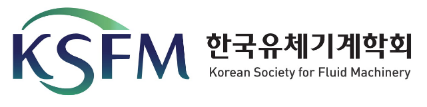 KSFM
한국유체기계학회
Korean Society for Fluid Machinery